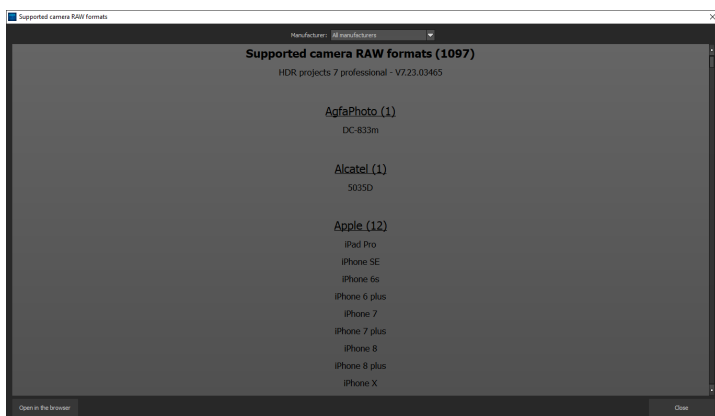 Supported camera RAW formats
Manufacturer: All manufacturers
Supported camera RAW formats (1097)
HDR projects 7 professional - V7.23.03465
AgfaPhoto (1)
DC-833m
Alcatel (1)
5035D
Apple (12)
iPad Pro
iPhone SE
iPhone 6s
iPhone 6 plus
iPhone 7
iPhone 7 plus
iPhone 8
iPhone 8 plus
iPhone X
Open in the browser
Close